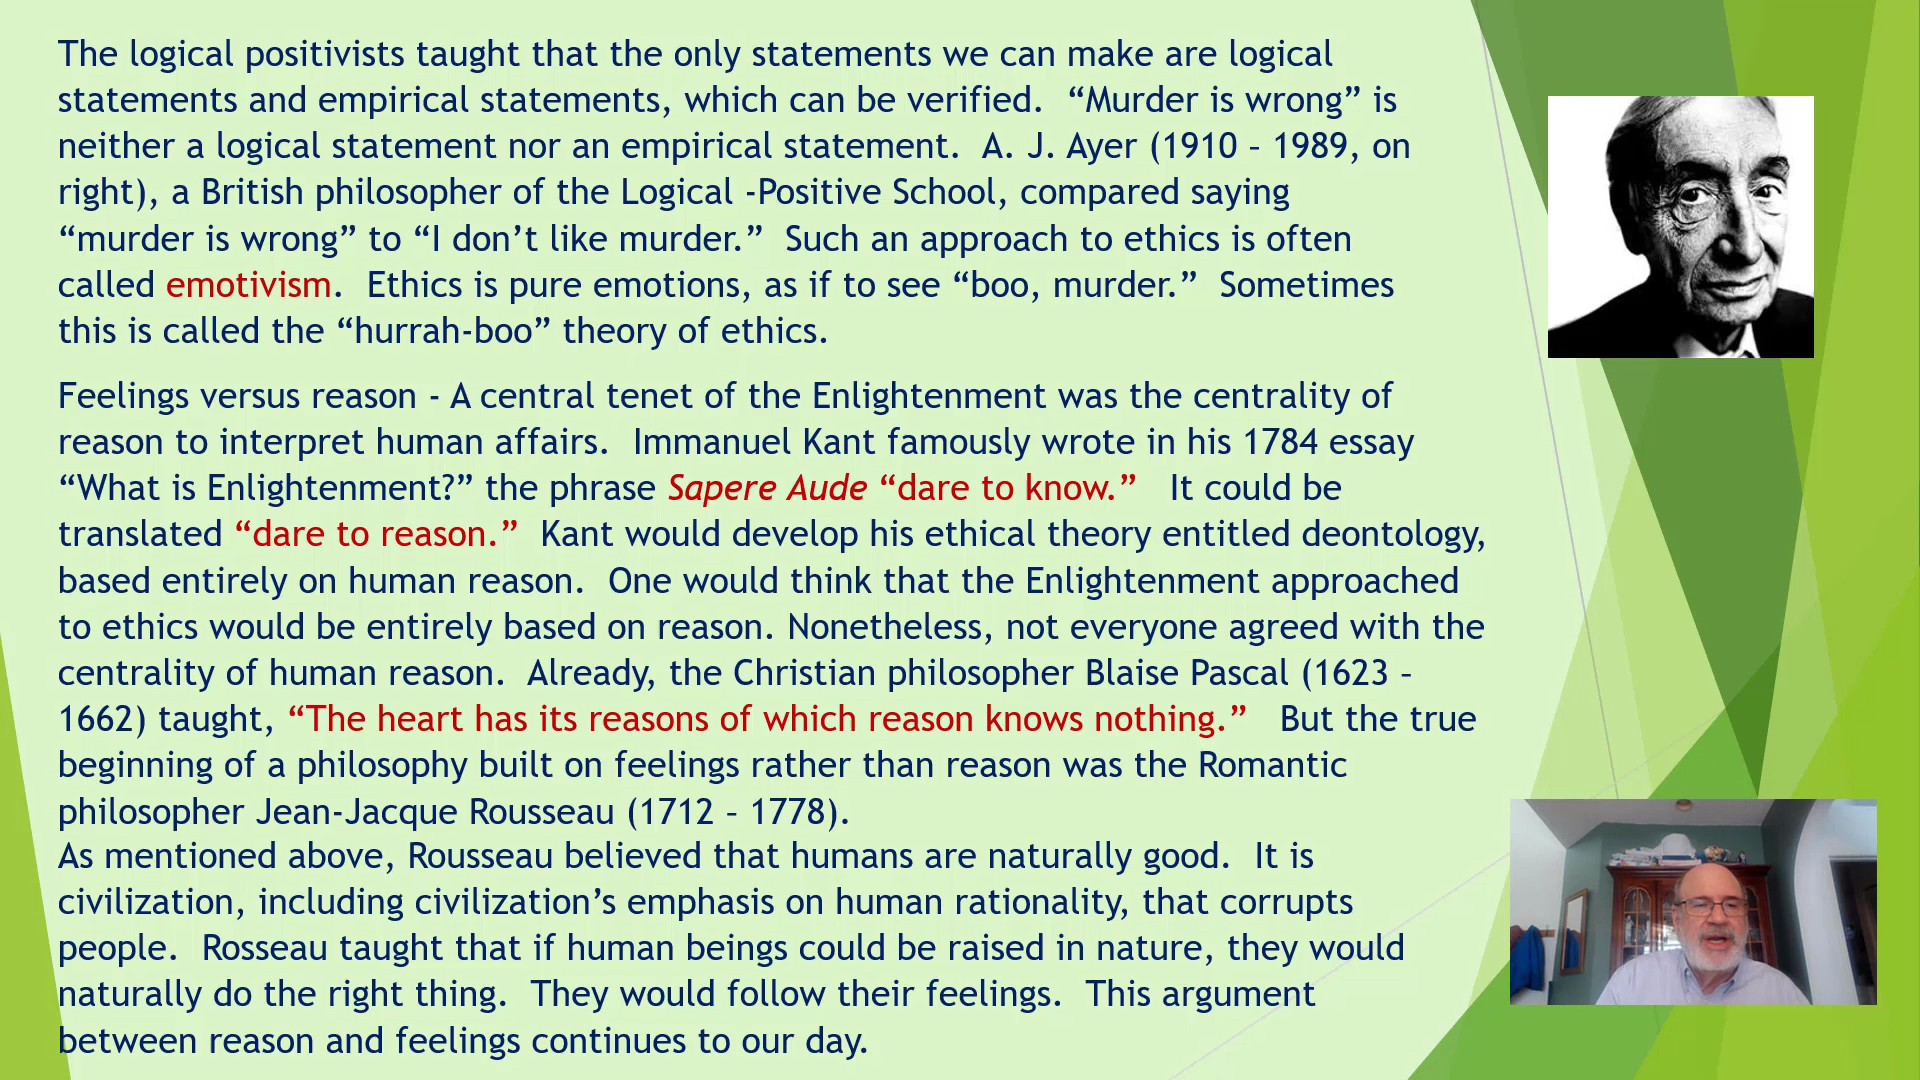 The logical positivists taught that the only statements we can make are logical
statements and empirical statements, which can be verified.  “Murder is wrong” is
neither a logical statement nor an empirical statement.  A. J. Ayer (1910 – 1989, on
right), a British philosopher of the Logical -Positive School, compared saying
“murder is wrong” to “I don’t like murder.”  Such an approach to ethics is often
called emotivism.  Ethics is pure emotions, as if to see “boo, murder.”  Sometimes
this is called the “hurrah-boo” theory of ethics.
Feelings versus reason - A central tenet of the Enlightenment was the centrality of
reason to interpret human affairs.  Immanuel Kant famously wrote in his 1784 essay
“What is Enlightenment?” the phrase Sapere Aude “dare to know.”   It could be
translated “dare to reason.”  Kant would develop his ethical theory entitled deontology,
based entirely on human reason.  One would think that the Enlightenment approached
to ethics would be entirely based on reason. Nonetheless, not everyone agreed with the
centrality of human reason.  Already, the Christian philosopher Blaise Pascal (1623 –
1662) taught, “The heart has its reasons of which reason knows nothing.”   But the true
beginning of a philosophy built on feelings rather than reason was the Romantic
philosopher Jean-Jacque Rousseau (1712 – 1778).
As mentioned above, Rousseau believed that humans are naturally good.  It is
civilization, including civilization’s emphasis on human rationality, that corrupts
people.  Rosseau taught that if human beings could be raised in nature, they would
naturally do the right thing.  They would follow their feelings.  This argument
between reason and feelings continues to our day.